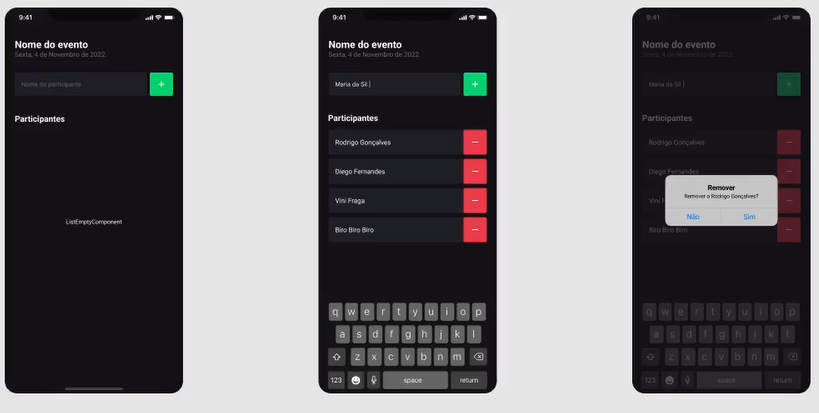 9:41
Nome do evento
Sexta, 4 de Novembro de 2022.
Nome do participante
+
Participantes
ListEmptyComponent
9:41
Nome do evento
Sexta, 4 de Novembro de 2022.
Maria da Sil |
+
Participantes
Rodrigo Gonçalves
Diego Fernandes
Vini Fraga
Biro Biro Biro
q w e r t y u i o p
a s d f g h j k l
z x c v b n m
123 space return
9:41
Nome do evento
Sexta, 4 de Novembro de 2022.
Maria da Sil |
+
Participantes
Rodrigo Gonçalves
Diego Fernandes
Remover
Remover o Rodrigo Gonçalves?
Vini F
Não Sim
Biro Biro Biro
q w e r t y u i o p
a s d f g h j k l
z x c v b n m
123 space return